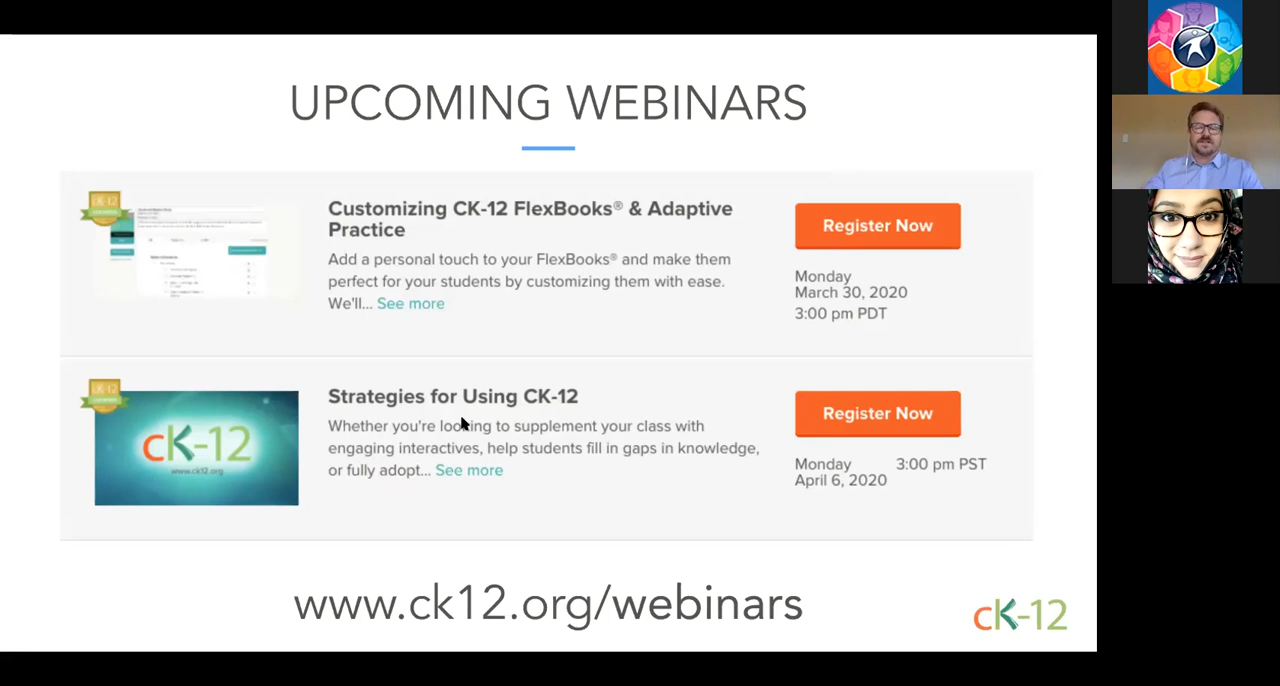 UPCOMING WEBINARS
CK-12
Customizing CK-12 FlexBooks® & Adaptive
Practice
Add a personal touch to your FlexBooks® and make them
perfect for your students by customizing them with ease.
We'll... See more
Register Now
Monday
March 30, 2020
3:00 pm PDT
CK-12
cK-12
www.ck12.org
Strategies for Using CK-12
Whether you're looking to supplement your class with
engaging interactives, help students fill in gaps in knowledge,
or fully adopt... See more
Register Now
Monday 3:00 pm PST
April 6, 2020
www.ck12.org/webinars
cK-12